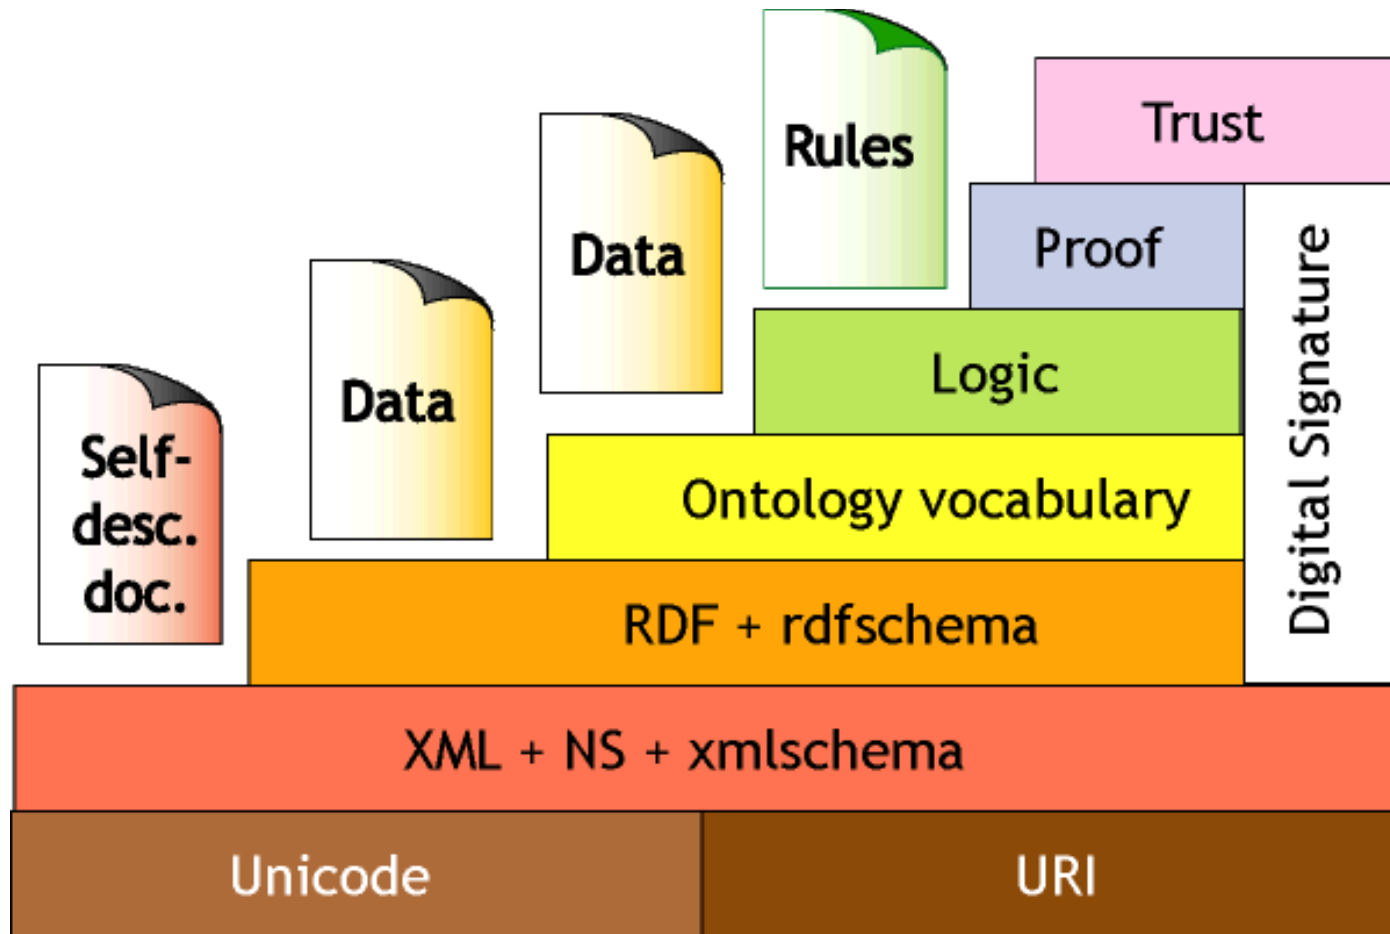 Rules
Trust
Data
Proof
Data
Logic
Self-
desc.
doc.
Ontology vocabulary
Digital Signature
RDF + rdfschema
XML + NS + xmlschema
Unicode
URI